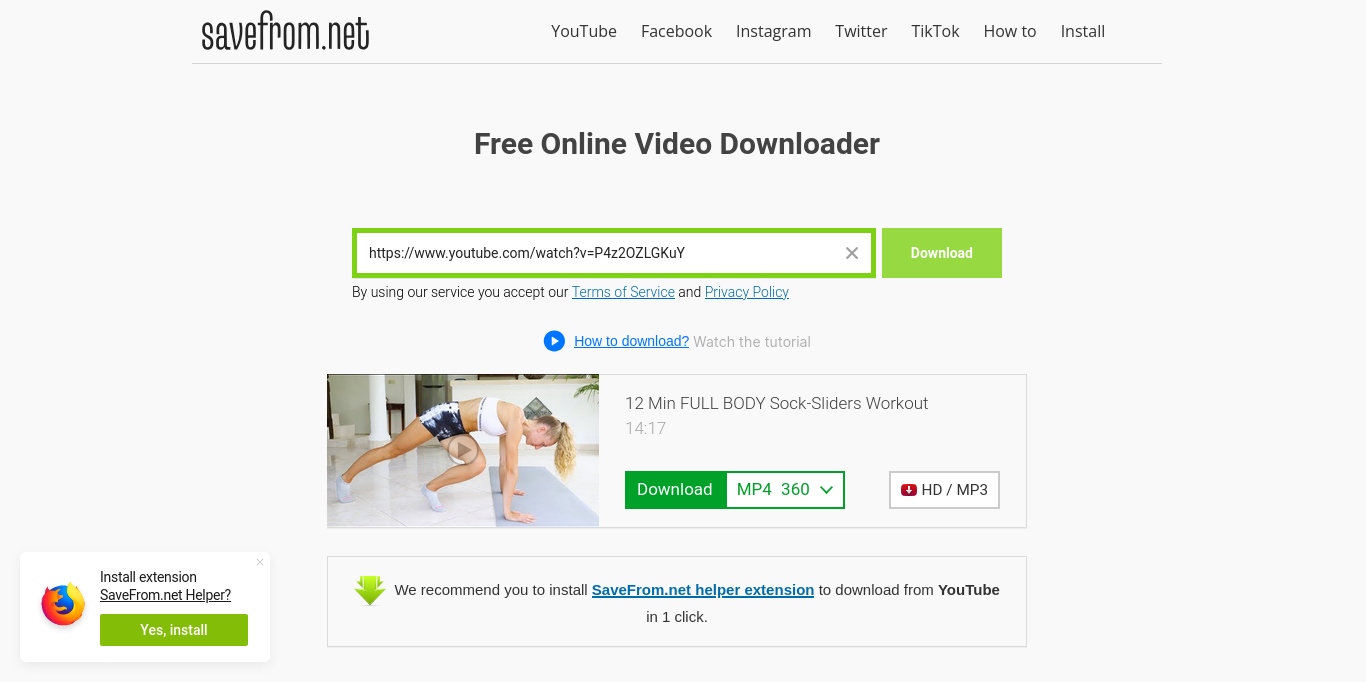 savefrom.net
YouTube Facebook Instagram Twitter TikTok How to Install
Free Online Video Downloader
https://www.youtube.com/watch?v=P4z2OZLGKuY
Download
By using our service you accept our Terms of Service and Privacy Policy
How to download? Watch the tutorial
12 Min FULL BODY Sock-Sliders Workout
14:17
Download MP4 360
HD / MP3
We recommend you to install SaveFrom.net helper extension to download from YouTube
in 1 click.
Install extension
SaveFrom.net Helper?
Yes, install